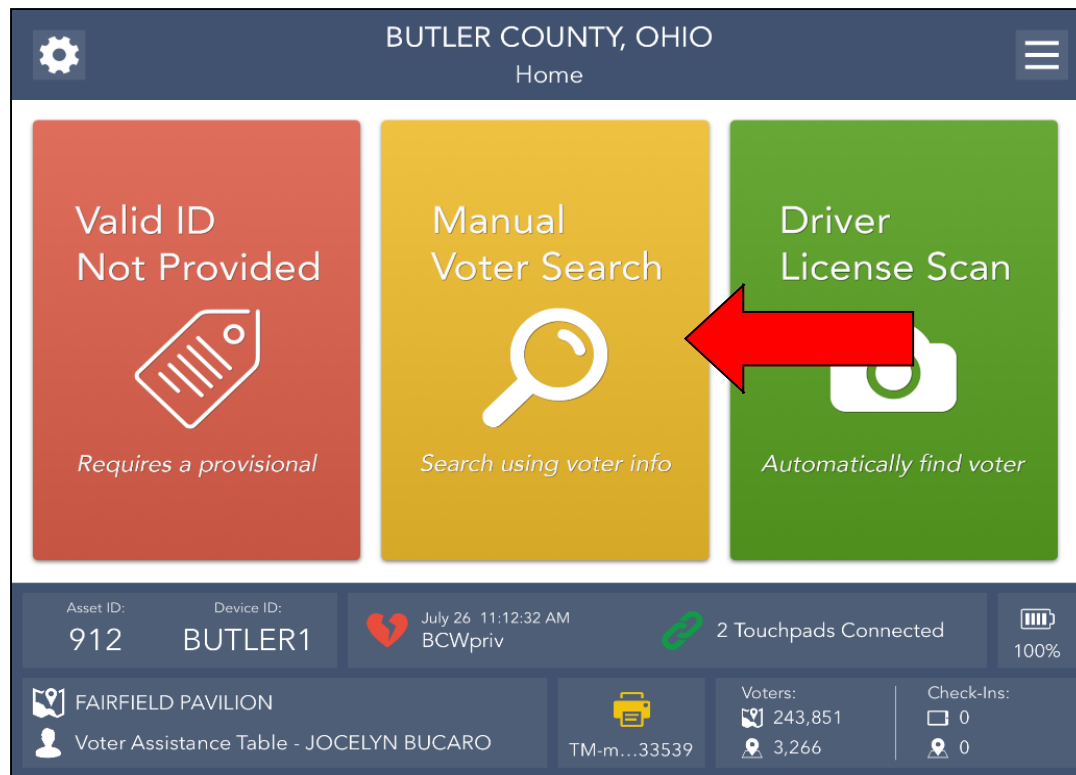 BUTLER COUNTY, OHIO
Home
Valid ID
Not Provided
Requires a provisional
Manual
Voter Search
Search using voter info
Driver
License Scan
Automatically find voter
Asset ID:
912
Device ID:
BUTLER1
July 26 11:12:32 AM
BCWpriv
2 Touchpads Connected
100%
FAIRFIELD PAVILION
Voter Assistance Table - JOCELYN BUCARO
TM-m...33539
Voters:
243,851
3,266
Check-Ins:
0
0